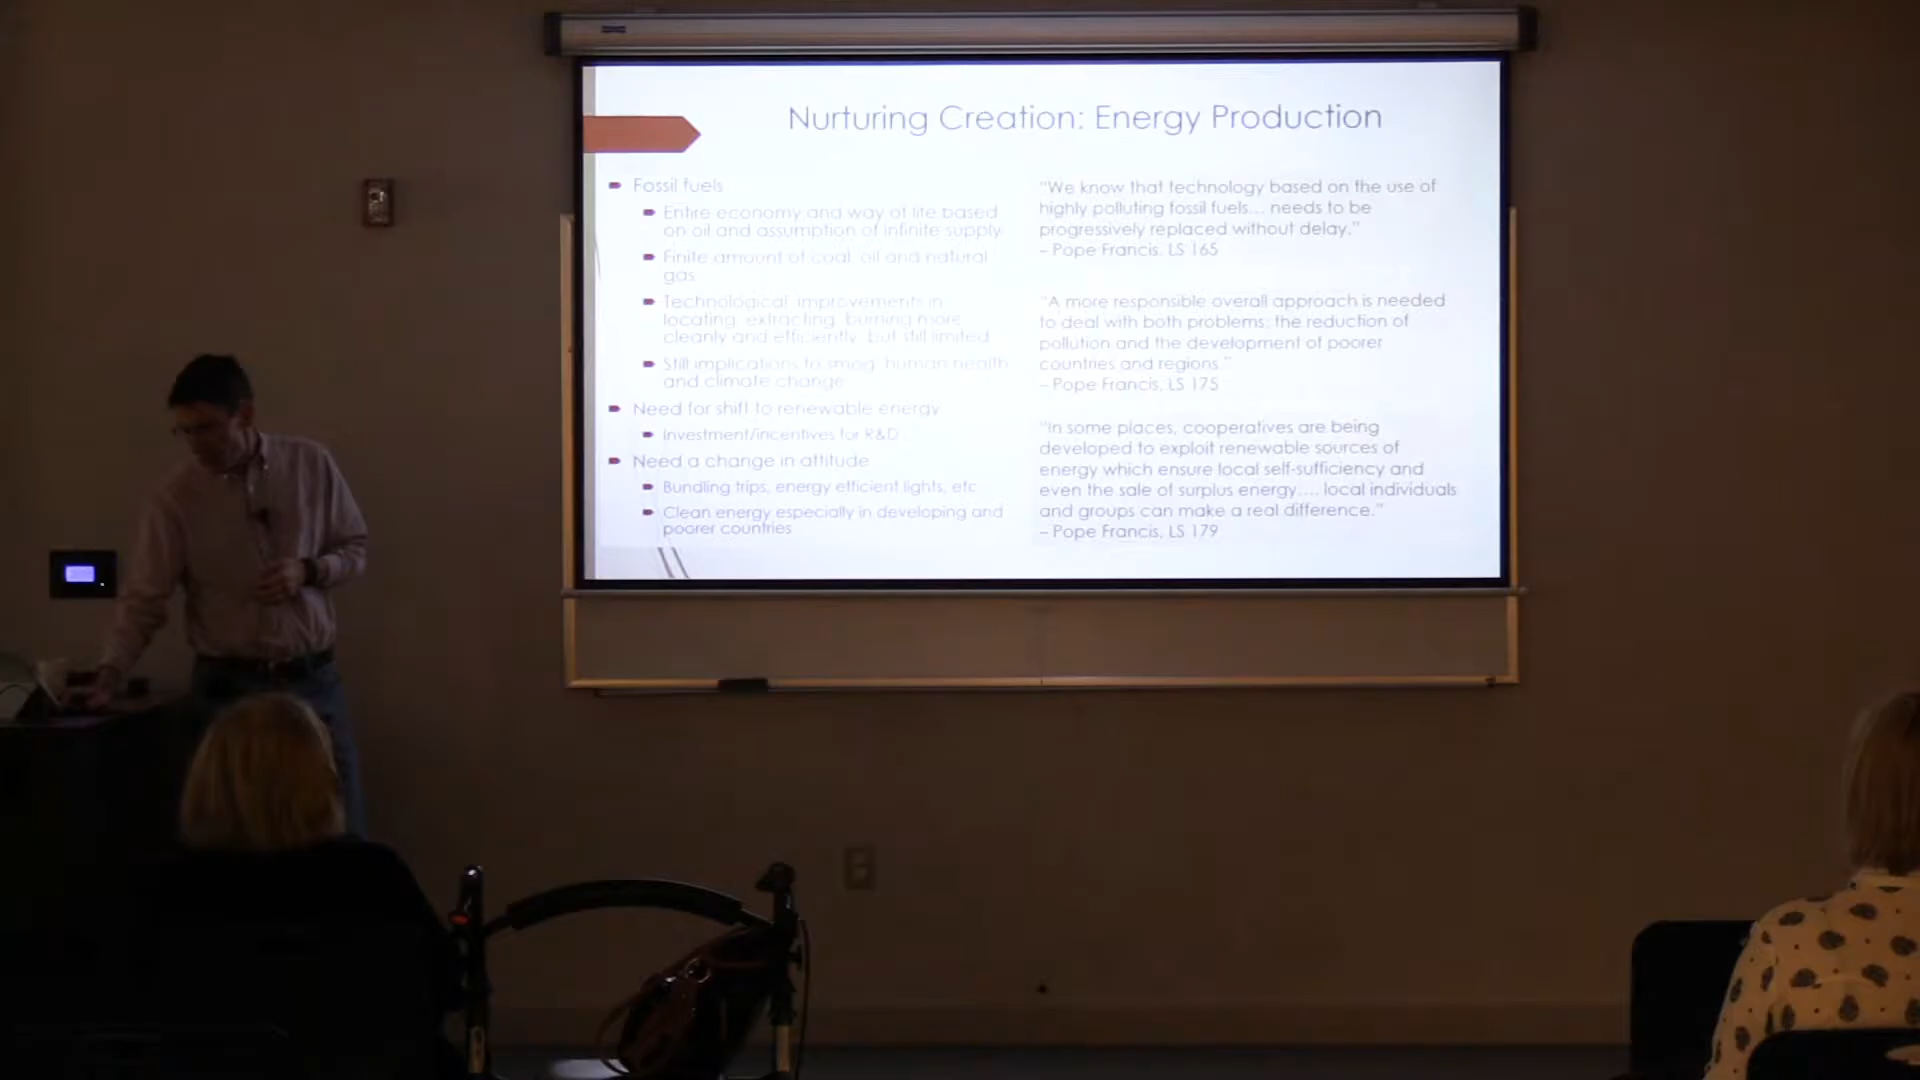 Nurturing Creation: Energy Production
Fossil fuels
Entire economy and way of life based
on oil and assumption of infinite supply
Finite amount of coal, oil and natural
gas
Technological improvements in
locating, extracting, burning more
cleanly and efficiently, but still limited
Still implications to smog, human health
and climate change
Need for shift to renewable energy
Investment/incentives for R&D
Need a change in attitude
Bundling trips, energy efficient lights, etc
Clean energy especially in developing and
poorer countries
“We know that technology based on the use of
highly polluting fossil fuels… needs to be
progressively replaced without delay.”
– Pope Francis, LS 165
“A more responsible overall approach is needed
to deal with both problems: the reduction of
pollution and the development of poorer
countries and regions.”
– Pope Francis, LS 175
“In some places, cooperatives are being
developed to exploit renewable sources of
energy which ensure local self-sufficiency and
even the sale of surplus energy…. local individuals
and groups can make a real difference.”
– Pope Francis, LS 179